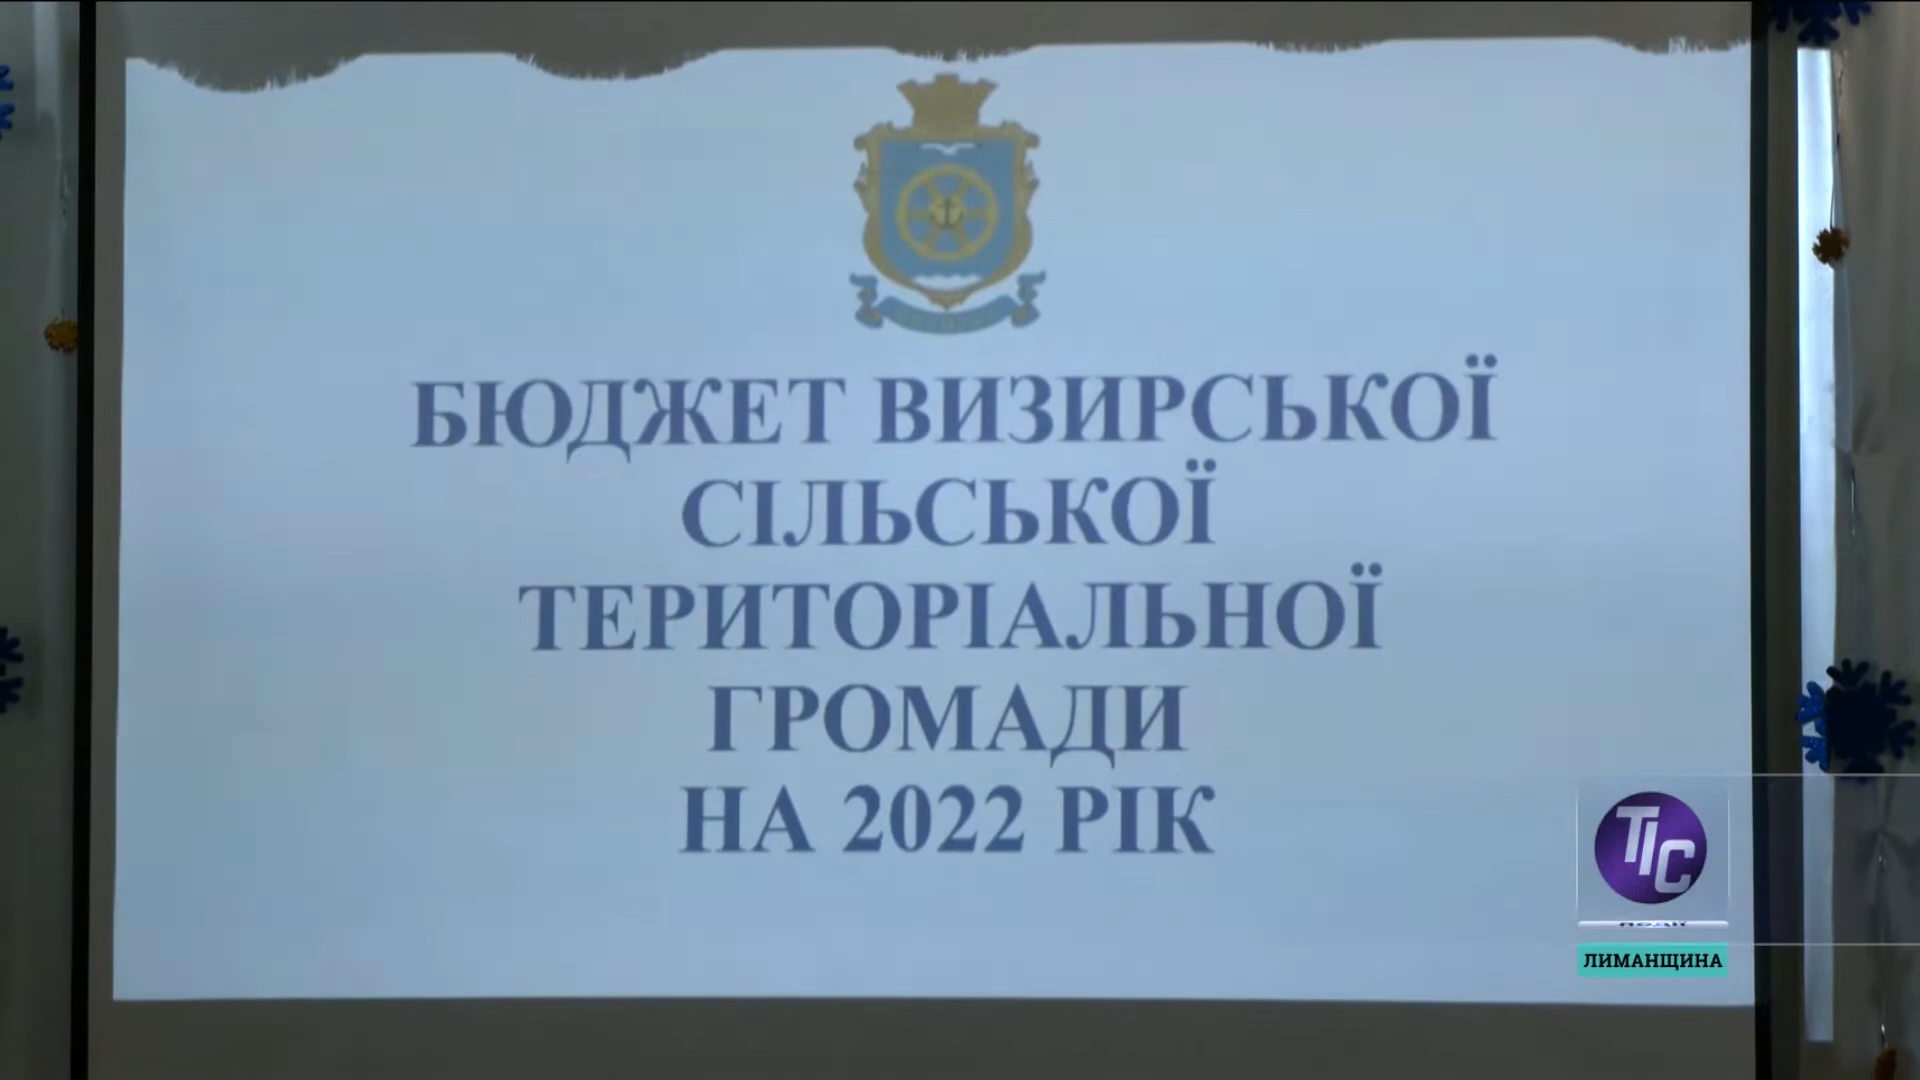 БЮДЖЕТ ВИЗИРСЬКОЇ
СІЛЬСЬКОЇ
ТЕРИТОРІАЛЬНОЇ
ГРОМАДИ
НА 2022 РІК
ТІС
ЛИМАНЩИНА